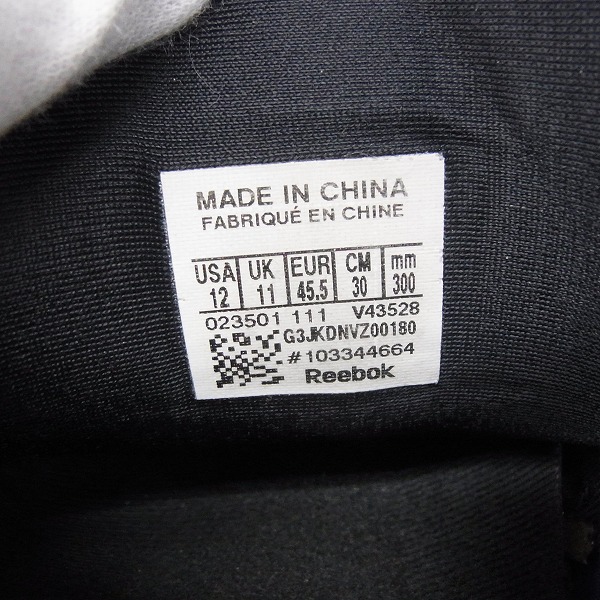 MADE IN CHINA
FABRIQUÉ EN CHINE
USA UK EUR CM mm
12 11 45.5 30 300
023501 111 V43528
G3JKDNVZ00180
#103344664
Reebok